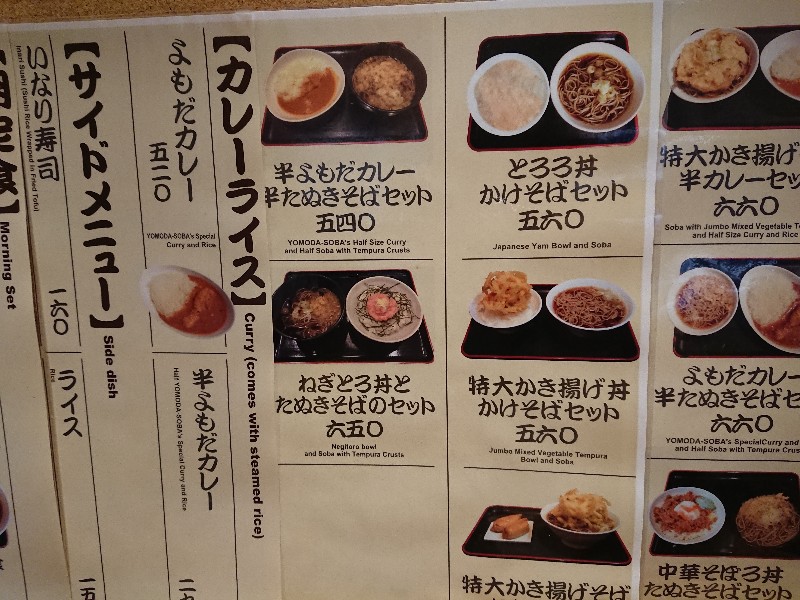 特大かき揚げ
半カレーセッ
六六〇
Soba with Jumbo Mixed Vegetable
and Half Size Curry and Rice
よもだカレー
半たぬきそばセ
六六〇
YOMODA-SOBA's SpecialCurry and
and Half Soba with Tempura Crusts
中華そぼろ丼
たぬきそばセット
とろろ丼
かけそばセット
五六〇
Japanese Yam Bowl and Soba
特大かき揚げ丼
かけそばセット
五六〇
Jumbo Mixed Vegetable Tempura
Bowl and Soba
特大かき揚げそば
半よもだカレー
半たぬきそばセット
五四〇
YOMODA-SOBA's Half Size Curry
and Half Soba with Tempura Crusts
ねぎとろ丼と
たぬきそばのセット
六五〇
Negitoro bowl
and Soba with Tempura Crusts
【カレーライス】
Curry (comes with steamed rice)
よもだカレー
五二〇
YOMODA-SOBA's Special
Curry and Rice
半よもだカレー
Half YOMODA-SOBA's Special Curry and Rice
【サイドメニュー】
Side dish
いなり寿司
Inari Sushi (Sushi Rice Wrapped in Fried Tofu)
一六〇
ライス
Rice
定食】
Morning Set